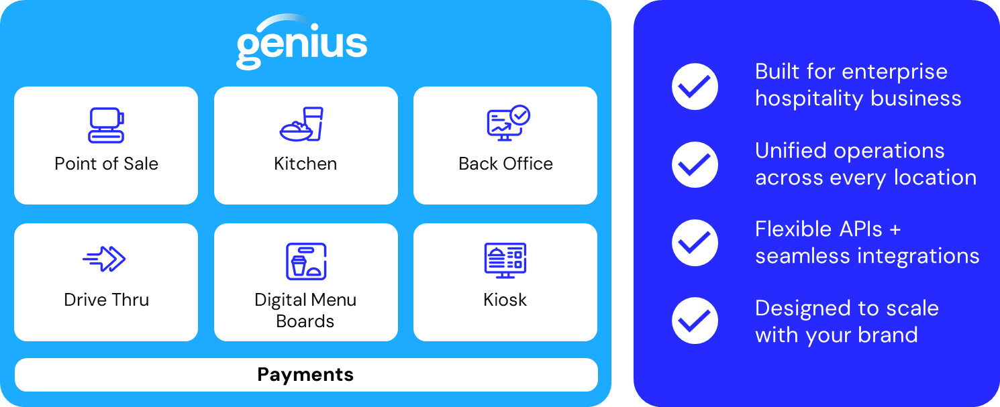 genius
Point of Sale
Kitchen
Back Office
Drive Thru
Digital Menu
Boards
Kiosk
Payments
Built for enterprise
hospitality business
Unified operations
across every location
Flexible APIs +
seamless integrations
Designed to scale
with your brand